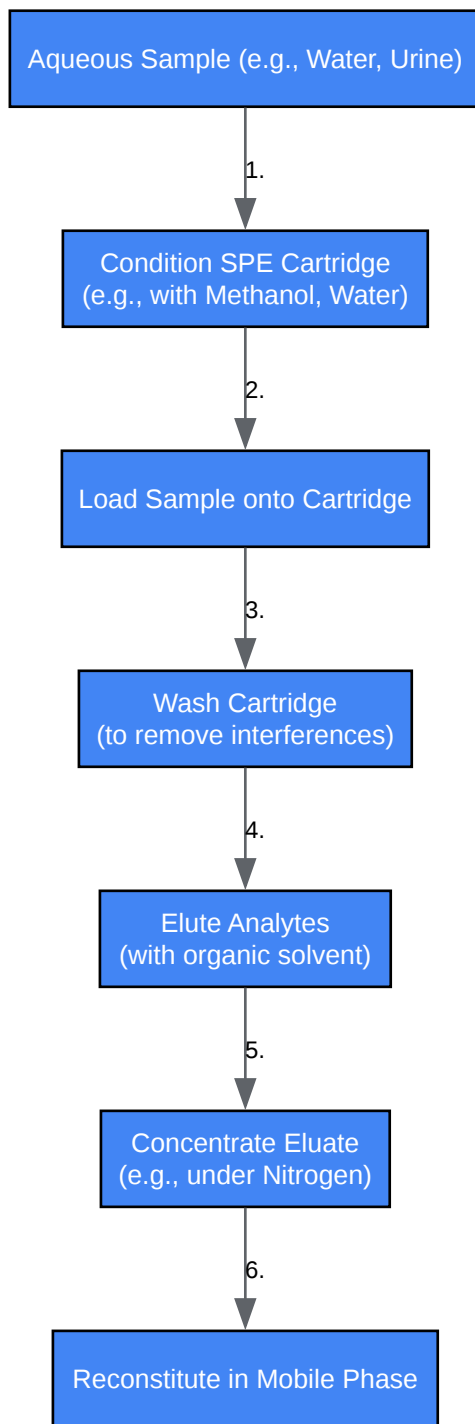 Aqueous Sample (e.g., Water, Urine)
1.
Condition SPE Cartridge
(e.g., with Methanol, Water)
2.
Load Sample onto Cartridge
3.
Wash Cartridge
(to remove interferences)
4.
Elute Analytes
(with organic solvent)
5.
Concentrate Eluate
(e.g., under Nitrogen)
6.
Reconstitute in Mobile Phase